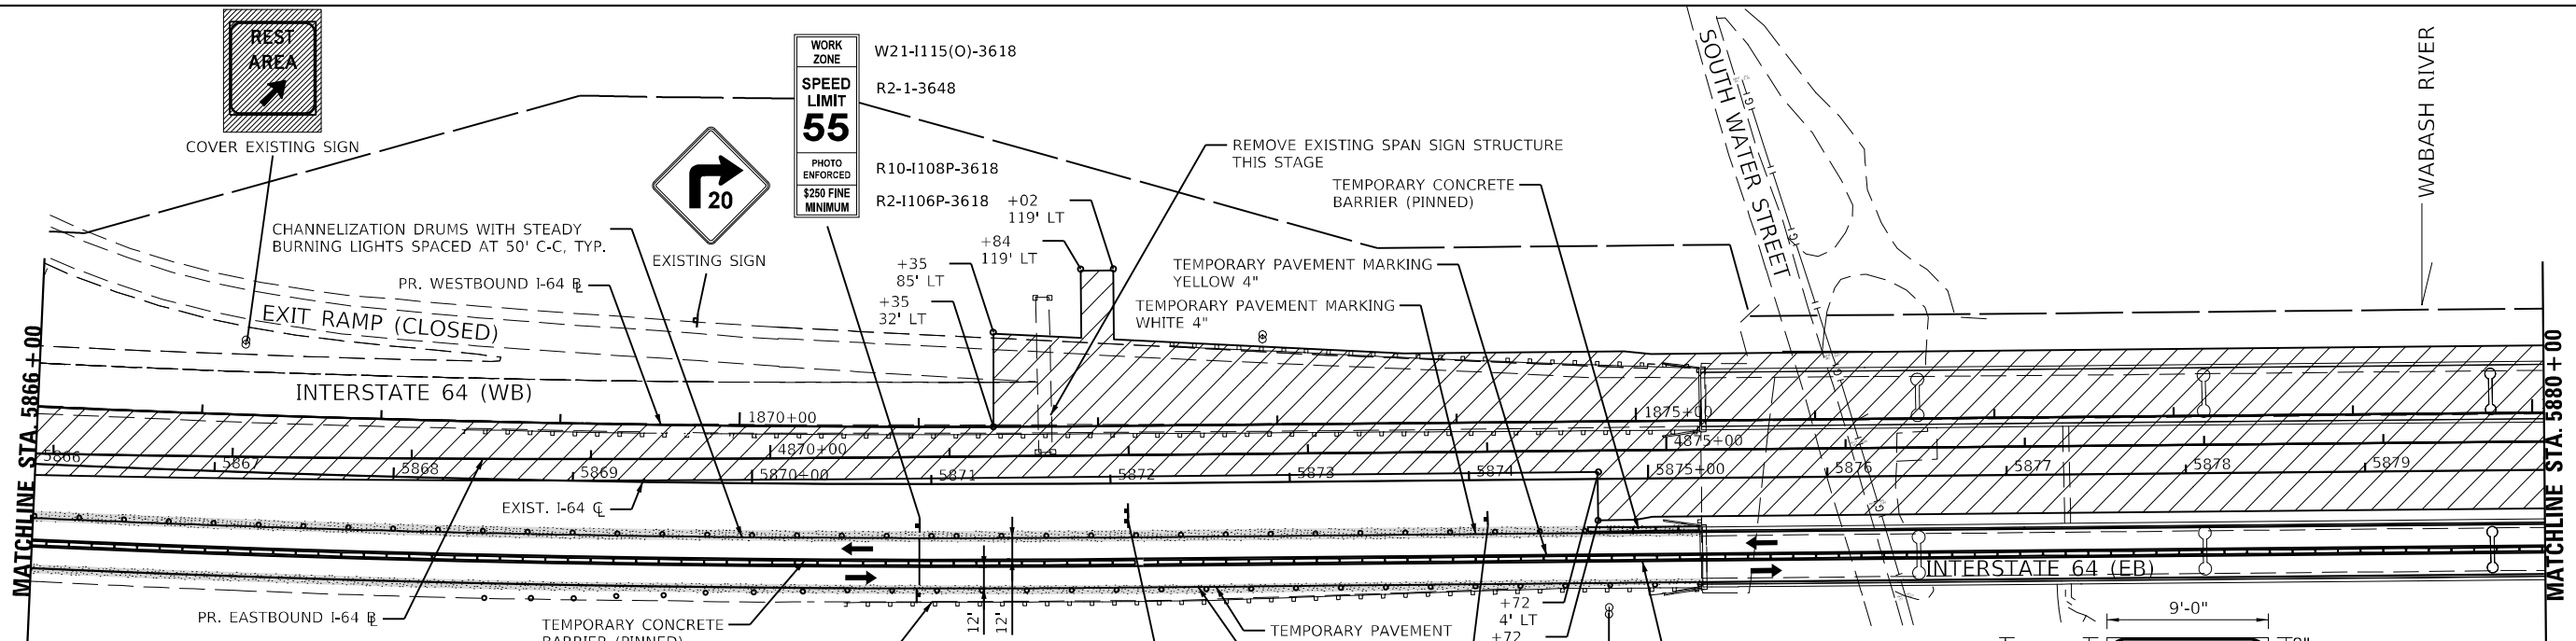 REST
AREA
COVER EXISTING SIGN
WORK
ZONE
SPEED
LIMIT
55
PHOTO
ENFORCED
$250 FINE
MINIMUM
W21-I115(O)-3618
R2-1-3648
R10-I108P-3618
R2-I106P-3618
20
EXISTING SIGN
CHANNELIZATION DRUMS WITH STEADY
BURNING LIGHTS SPACED AT 50' C-C, TYP.
PR. WESTBOUND I-64 ⅊
EXIT RAMP (CLOSED)
INTERSTATE 64 (WB)
+02
119' LT
+84
119' LT
+35
85' LT
+35
32' LT
REMOVE EXISTING SPAN SIGN STRUCTURE
THIS STAGE
TEMPORARY CONCRETE
BARRIER (PINNED)
TEMPORARY PAVEMENT MARKING
YELLOW 4"
TEMPORARY PAVEMENT MARKING
WHITE 4"
SOUTH WATER STREET
WABASH RIVER
MATCHLINE STA. 5866+00
MATCHLINE STA. 5880+00
1870+00
1875+00
4870+00
4875+00
5866
5867
5868
5869
5870+00
5871
5872
5873
5874
5875+00
5876
5877
5878
5879
EXIST. I-64 ℄
INTERSTATE 64 (EB)
PR. EASTBOUND I-64 ⅊
TEMPORARY CONCRETE
BARRIER (PINNED)
12'
12'
TEMPORARY PAVEMENT
+72
4' LT
+72
9'-0"